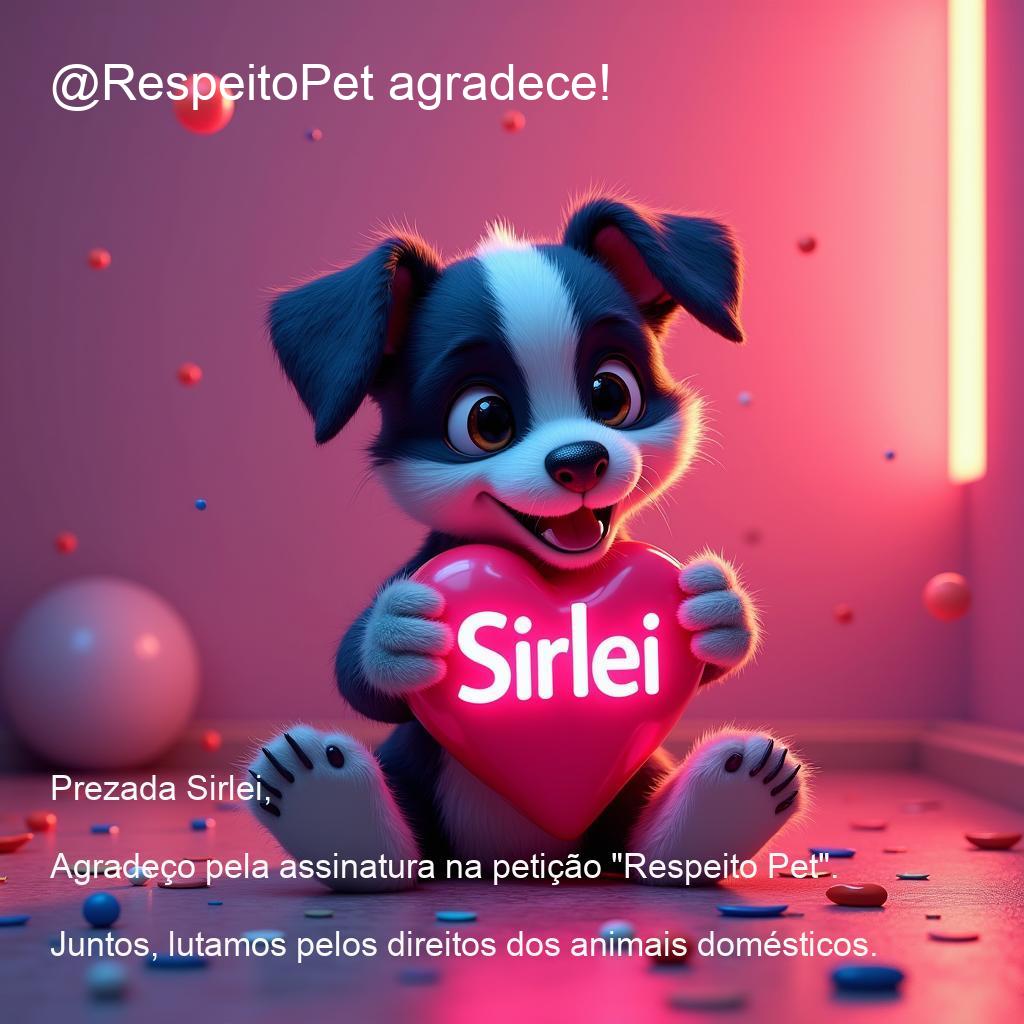 @RespeitoPet agradece!
Sirlei
Prezada Sirlei,
Agradeço pela assinatura na petição "Respeito Pet".
Juntos, lutamos pelos direitos dos animais domésticos.